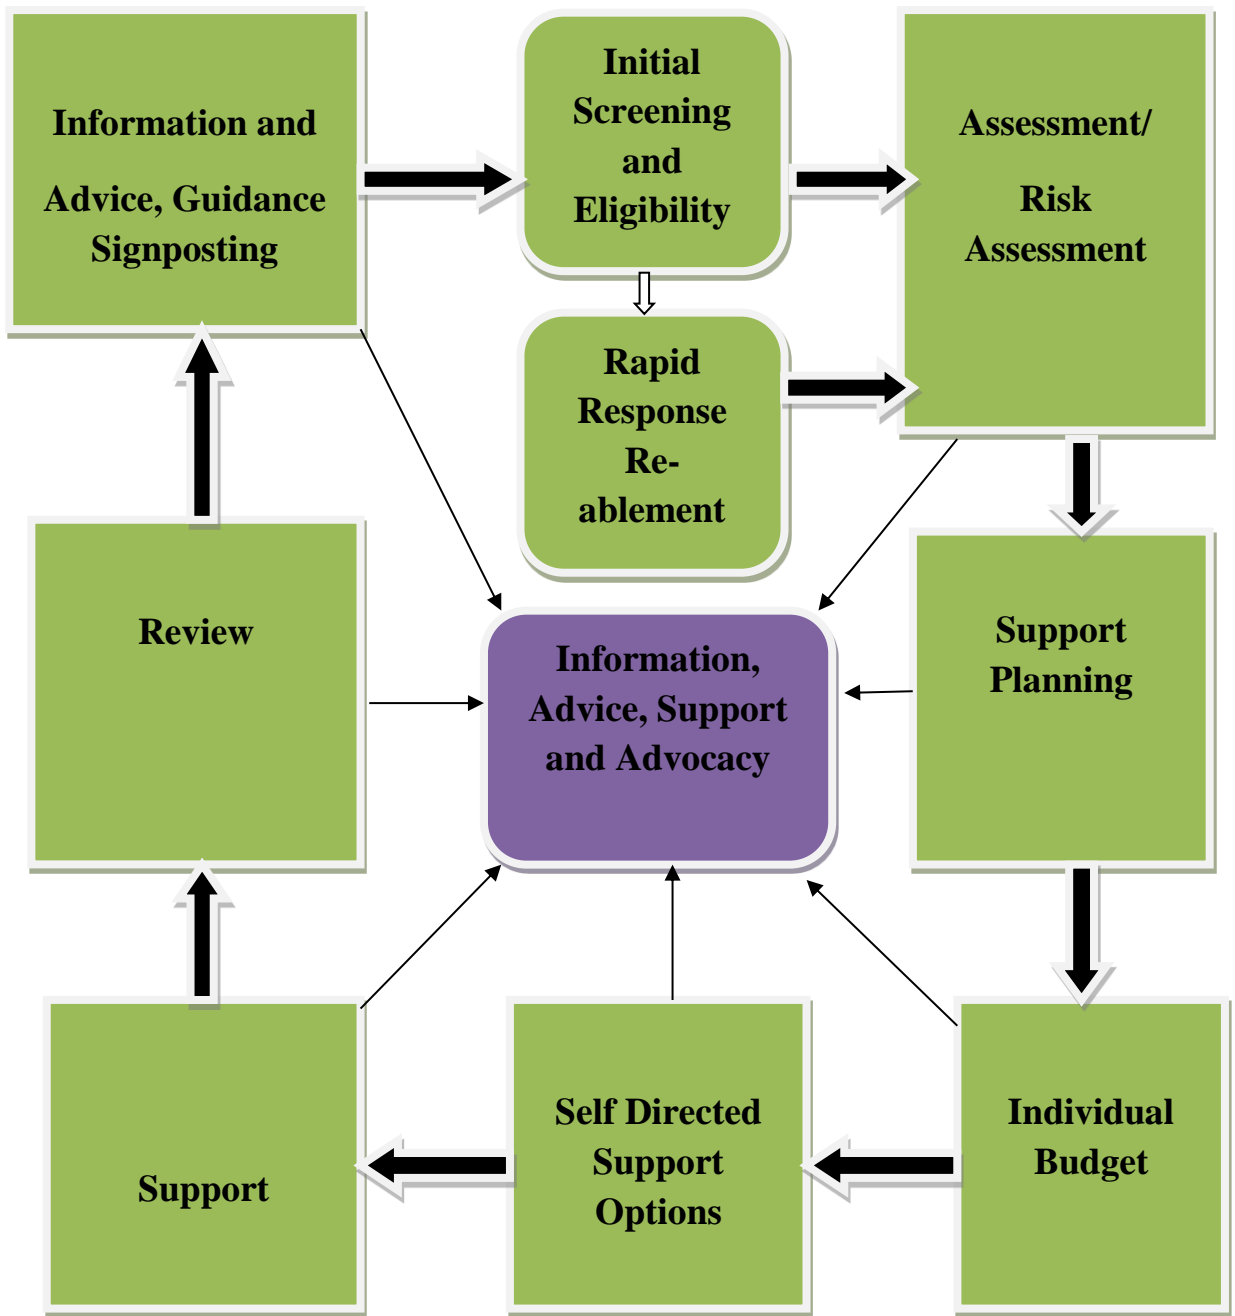 Information and
Advice, Guidance
Signposting
Initial
Screening
and
Eligibility
Assessment/
Risk
Assessment
Rapid
Response
Re-
ablement
Review
Information,
Advice, Support
and Advocacy
Support
Planning
Support
Self Directed
Support
Options
Individual
Budget